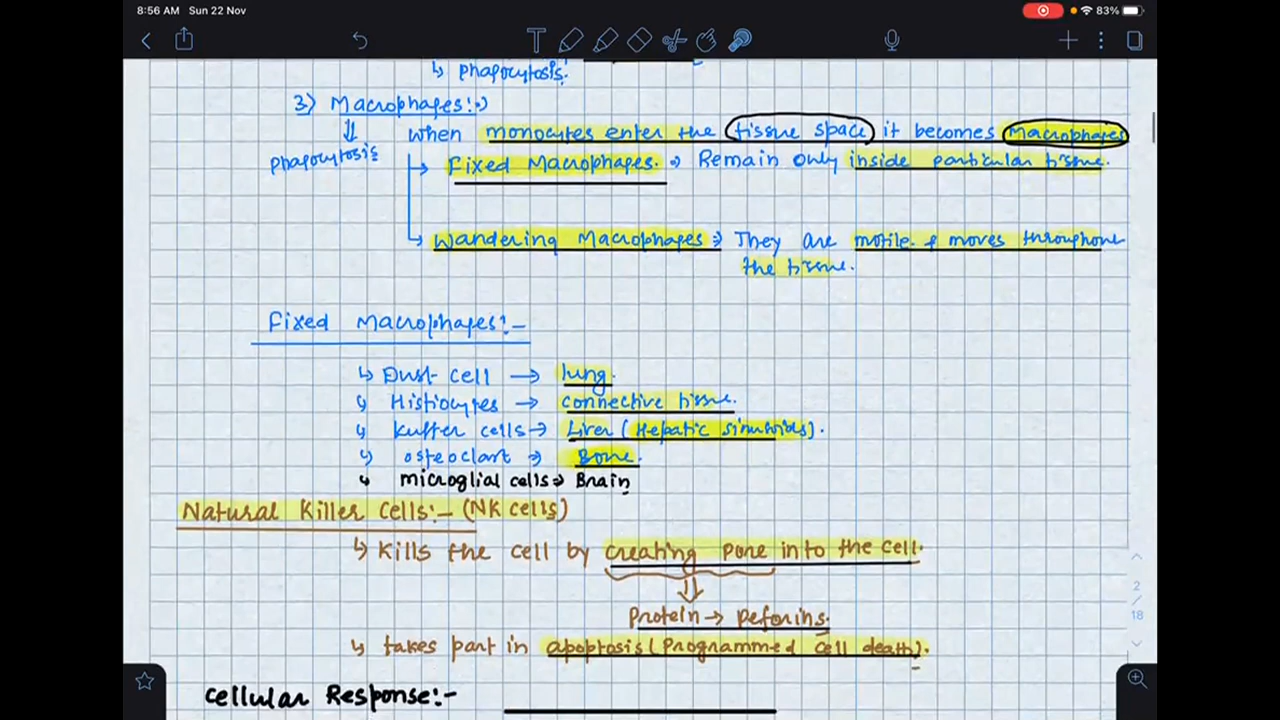 8:56 AM Sun 22 Nov 83%
↳ phagocytosis.
3) Macrophages:-
when monocytes enter the tissue space it becomes Macrophages
⇓ phagocytosis
→ Fixed Macrophages. → Remain only inside particular tissue.
↳ Wandering Macrophages → They are motile & moves throughout
the tissue.
Fixed Macrophages:-
↳ Dust cell → lung.
↳ Histiocytes → connective tissue.
↳ kuffer cells → Liver (Hepatic sinusoids).
↳ osteoclast → Bone.
↳ microglial cells → Brain
Natural Killer Cells:- (NK cells)
↳ Kills the cell by creating pore into the cell.
⇓
Protein → peforins.
↳ takes part in apoptosis (Programmed cell death).
2
/
18
cellular Response:-